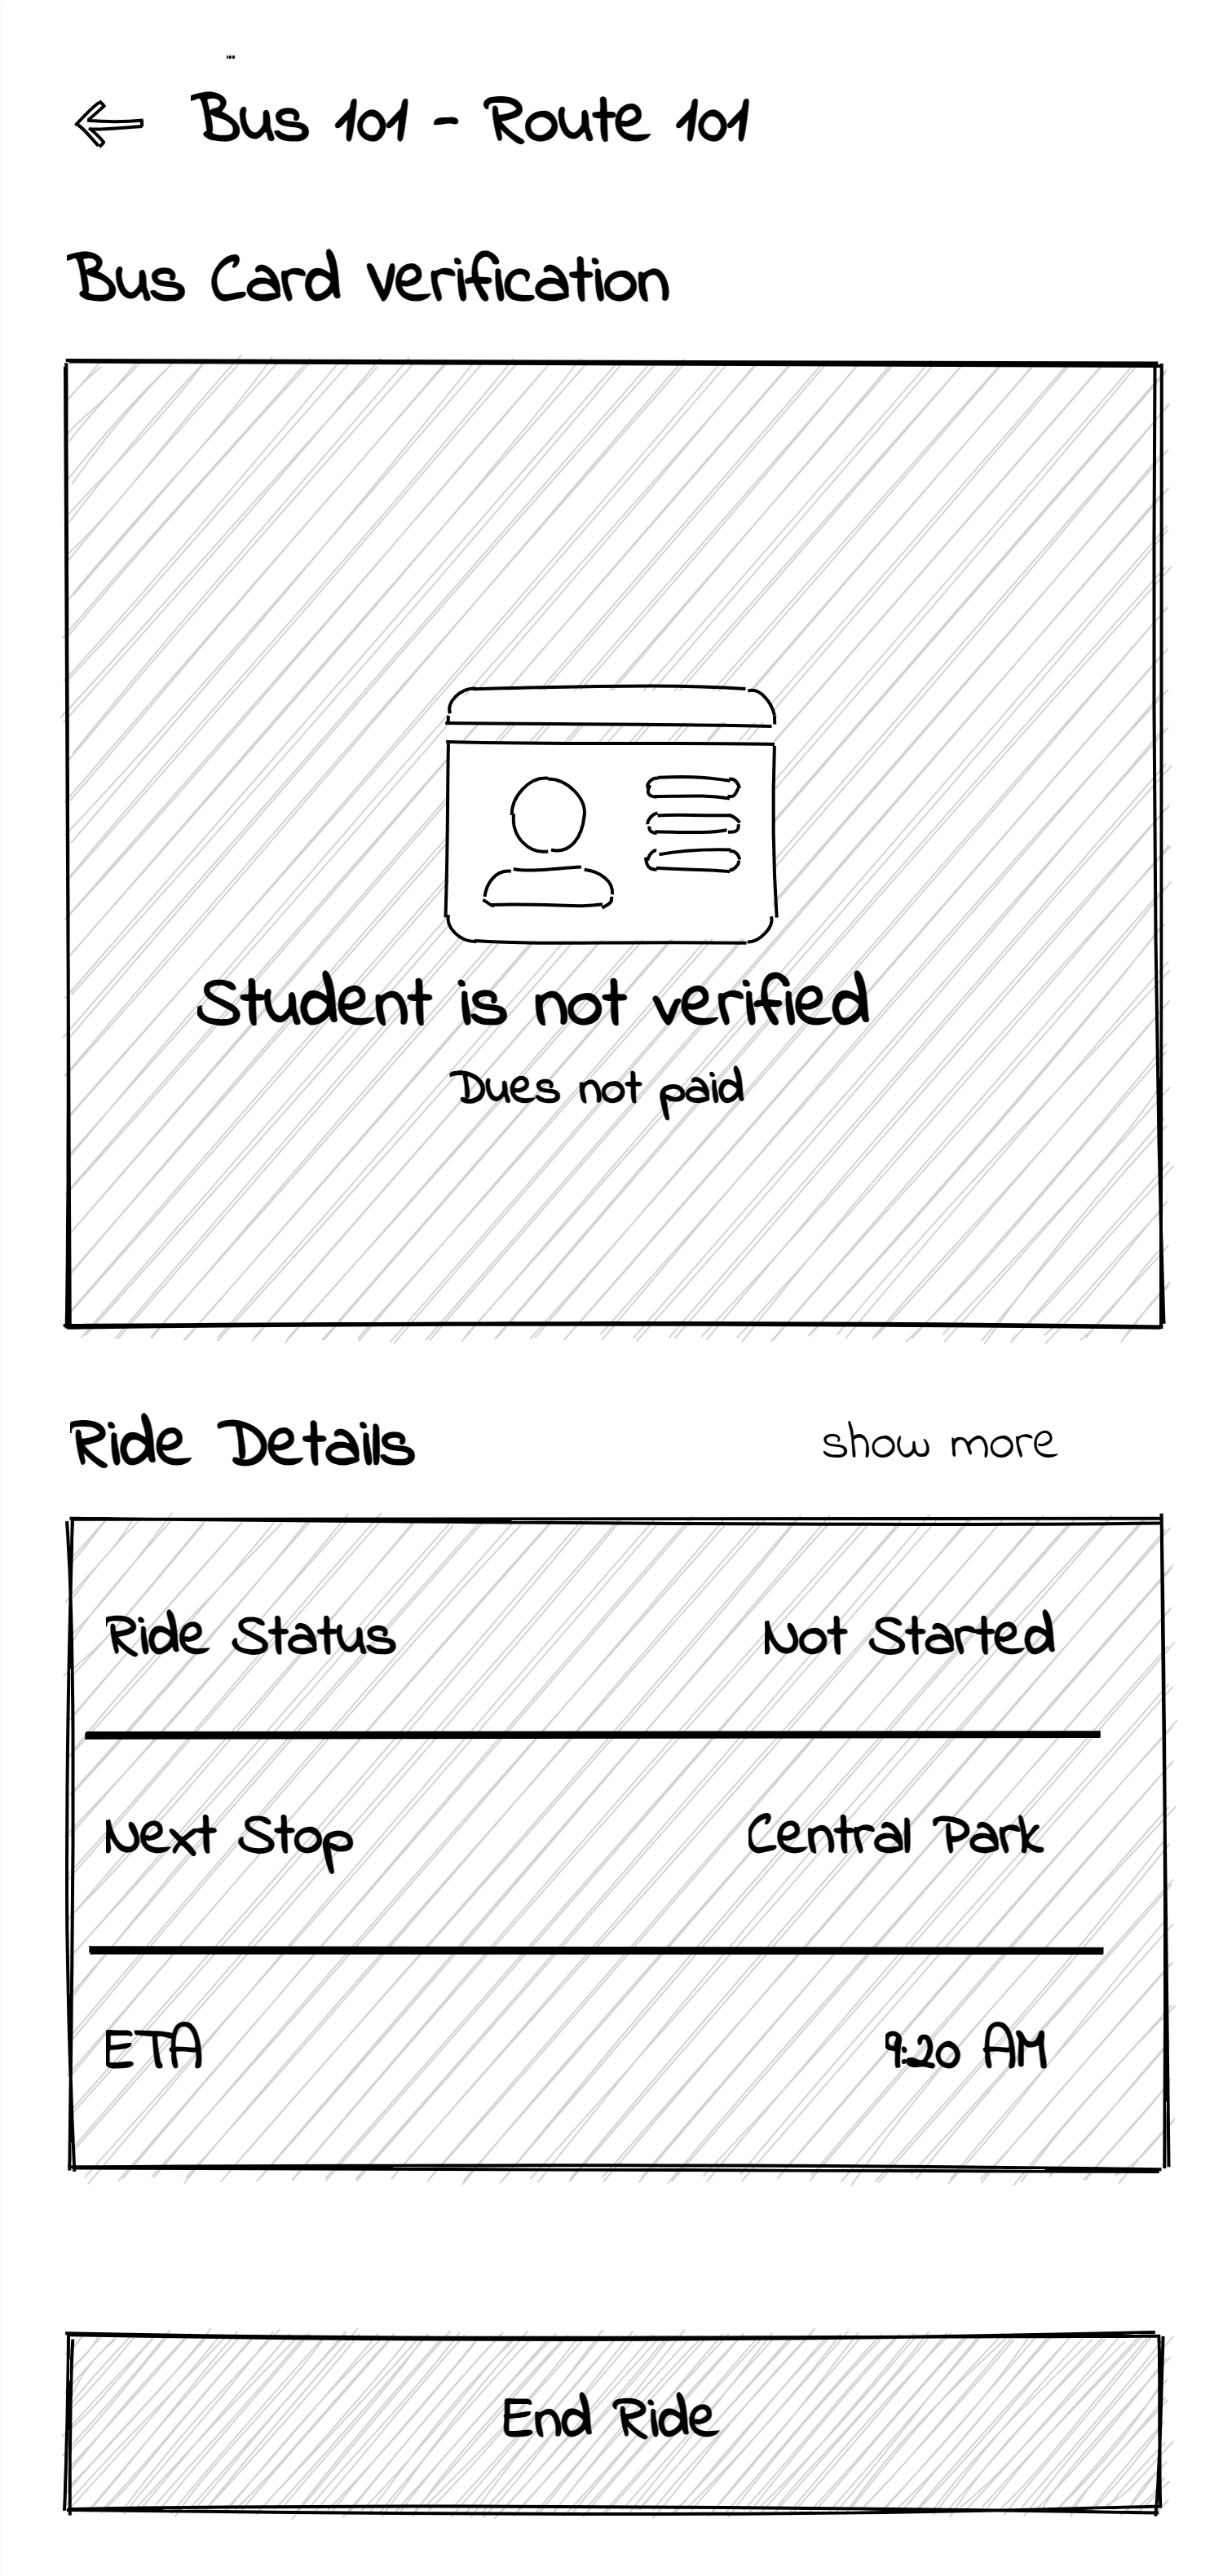 ...
Bus 101 - Route 101
Bus Card Verification
Student is not verified
Dues not paid
Ride Details show more
Ride Status Not Started
Next Stop Central Park
ETA 9:20 AM
End Ride